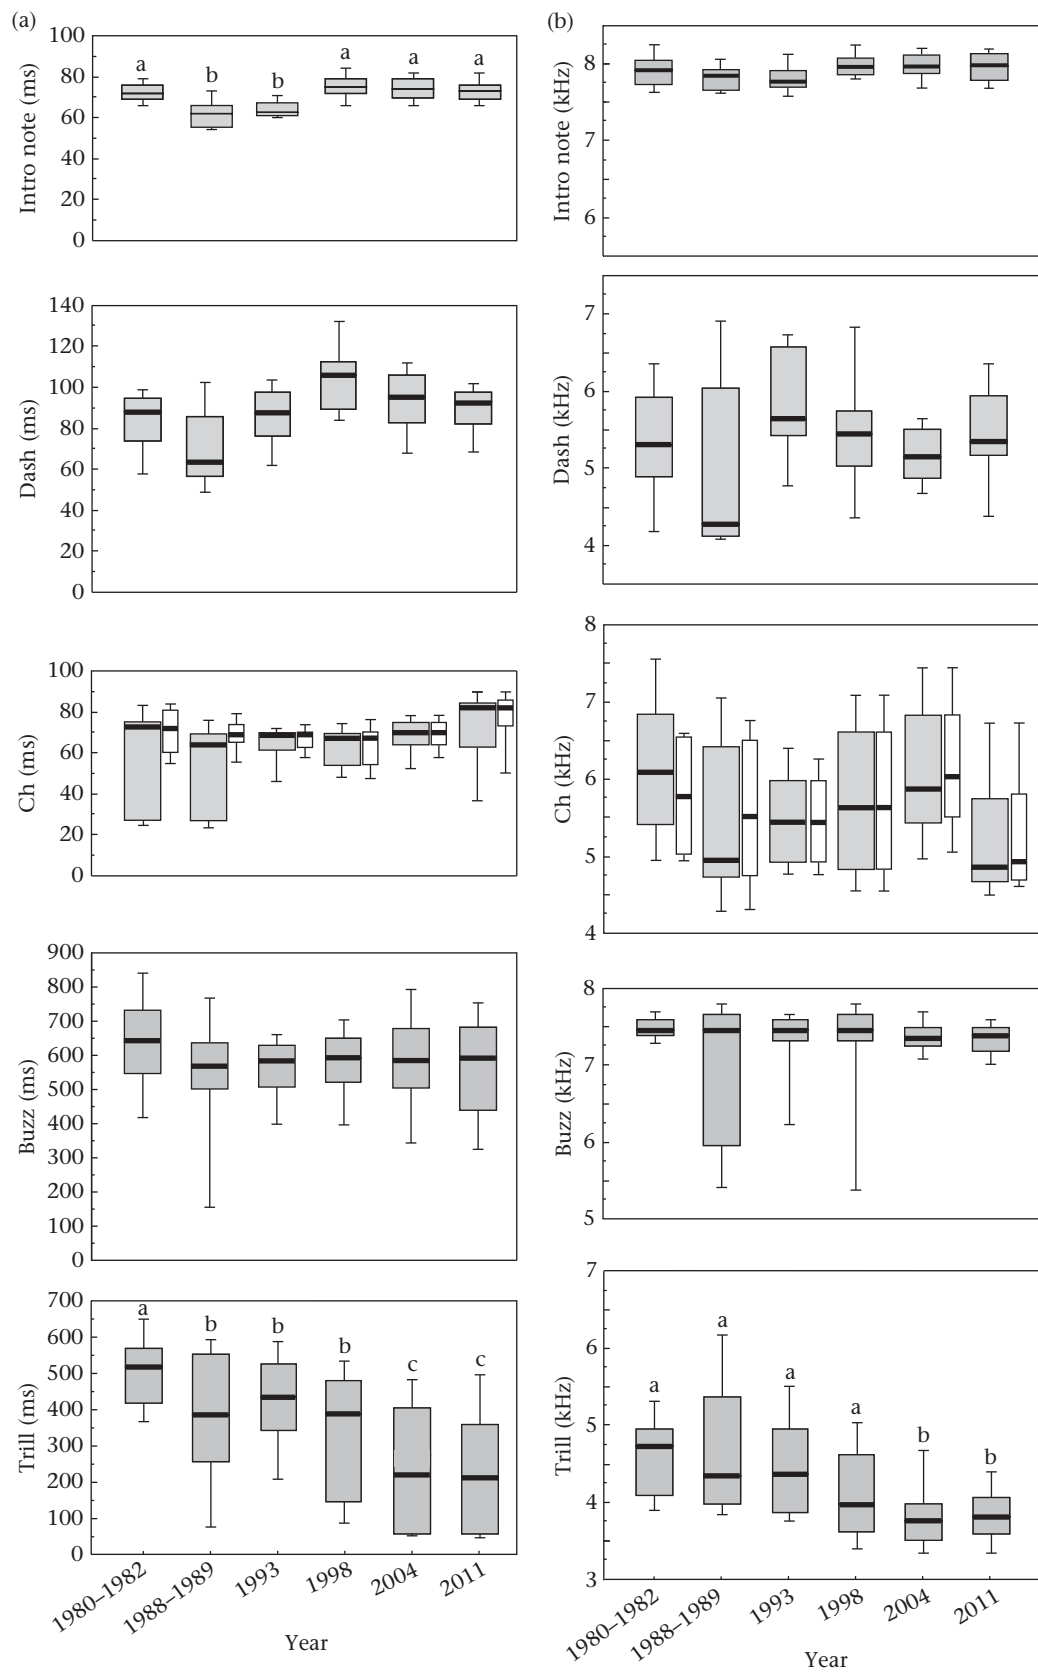 (a)
Intro note (ms)
100
80
60
40
20
0
a
b
b
a
a
a
Dash (ms)
140
120
100
80
60
40
20
0
Ch (ms)
100
80
60
40
20
0
Buzz (ms)
900
800
700
600
500
400
300
200
100
0
Trill (ms)
700
600
500
400
300
200
100
0
a
b
b
b
c
c
1980–1982
1988–1989
1993
1998
2004
2011
Year
(b)
Intro note (kHz)
8
7
6
Dash (kHz)
7
6
5
4
Ch (kHz)
8
7
6
5
4
Buzz (kHz)
8
7
6
5
Trill (kHz)
7
6
5
4
3
a
a
a
a
b
b
1980–1982
1988–1989
1993
1998
2004
2011
Year